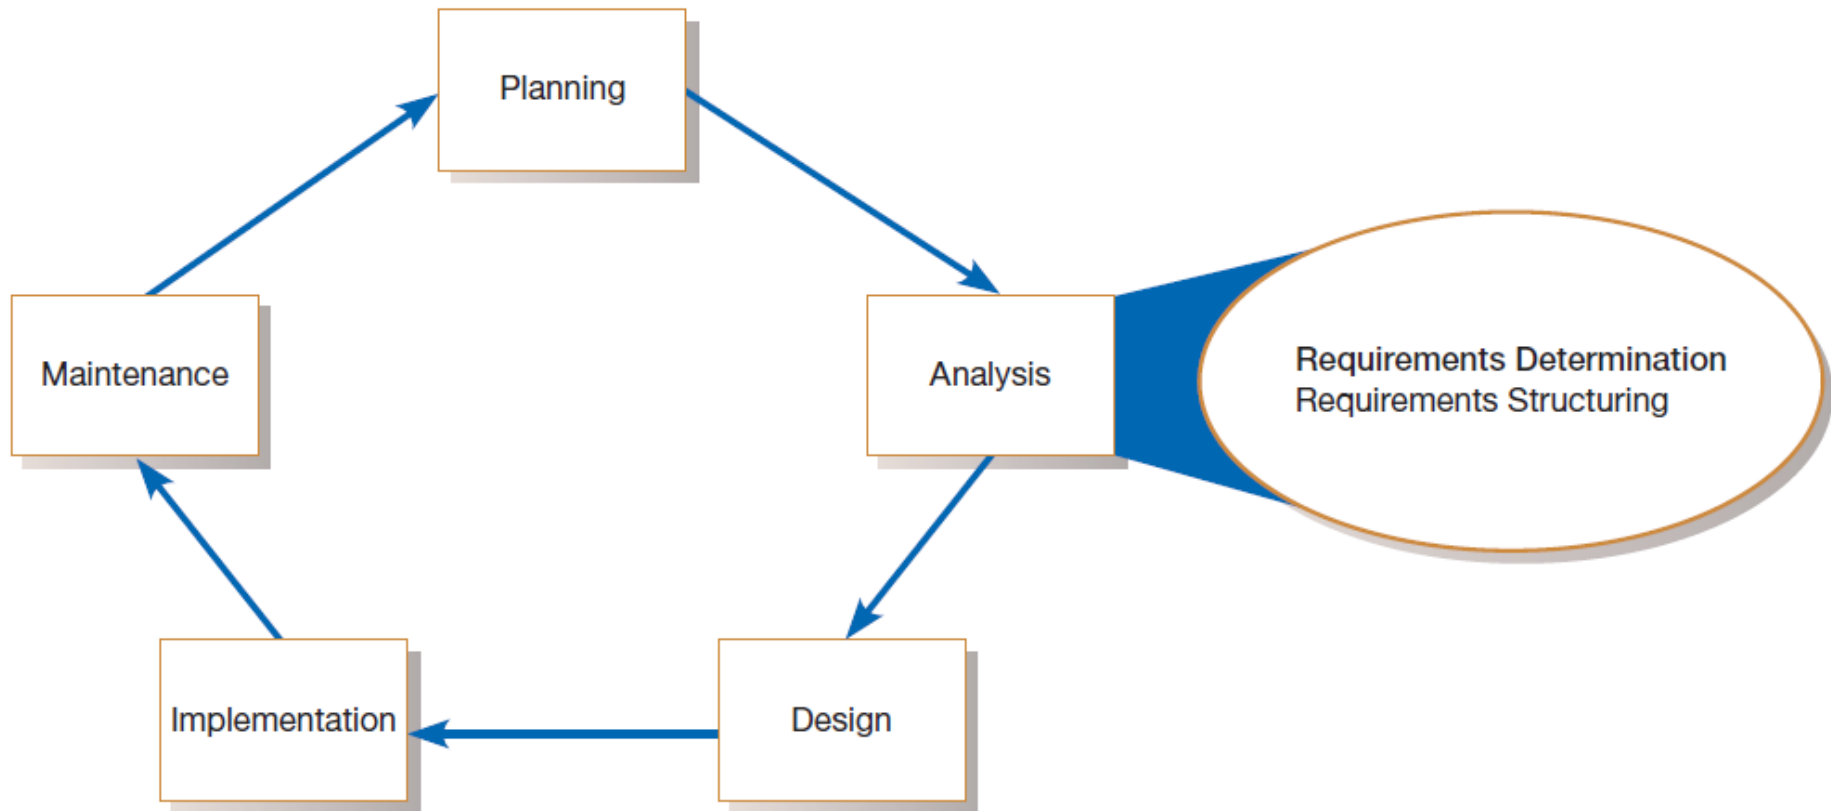 Planning
Maintenance
Analysis
Requirements Determination
Requirements Structuring
Implementation
Design